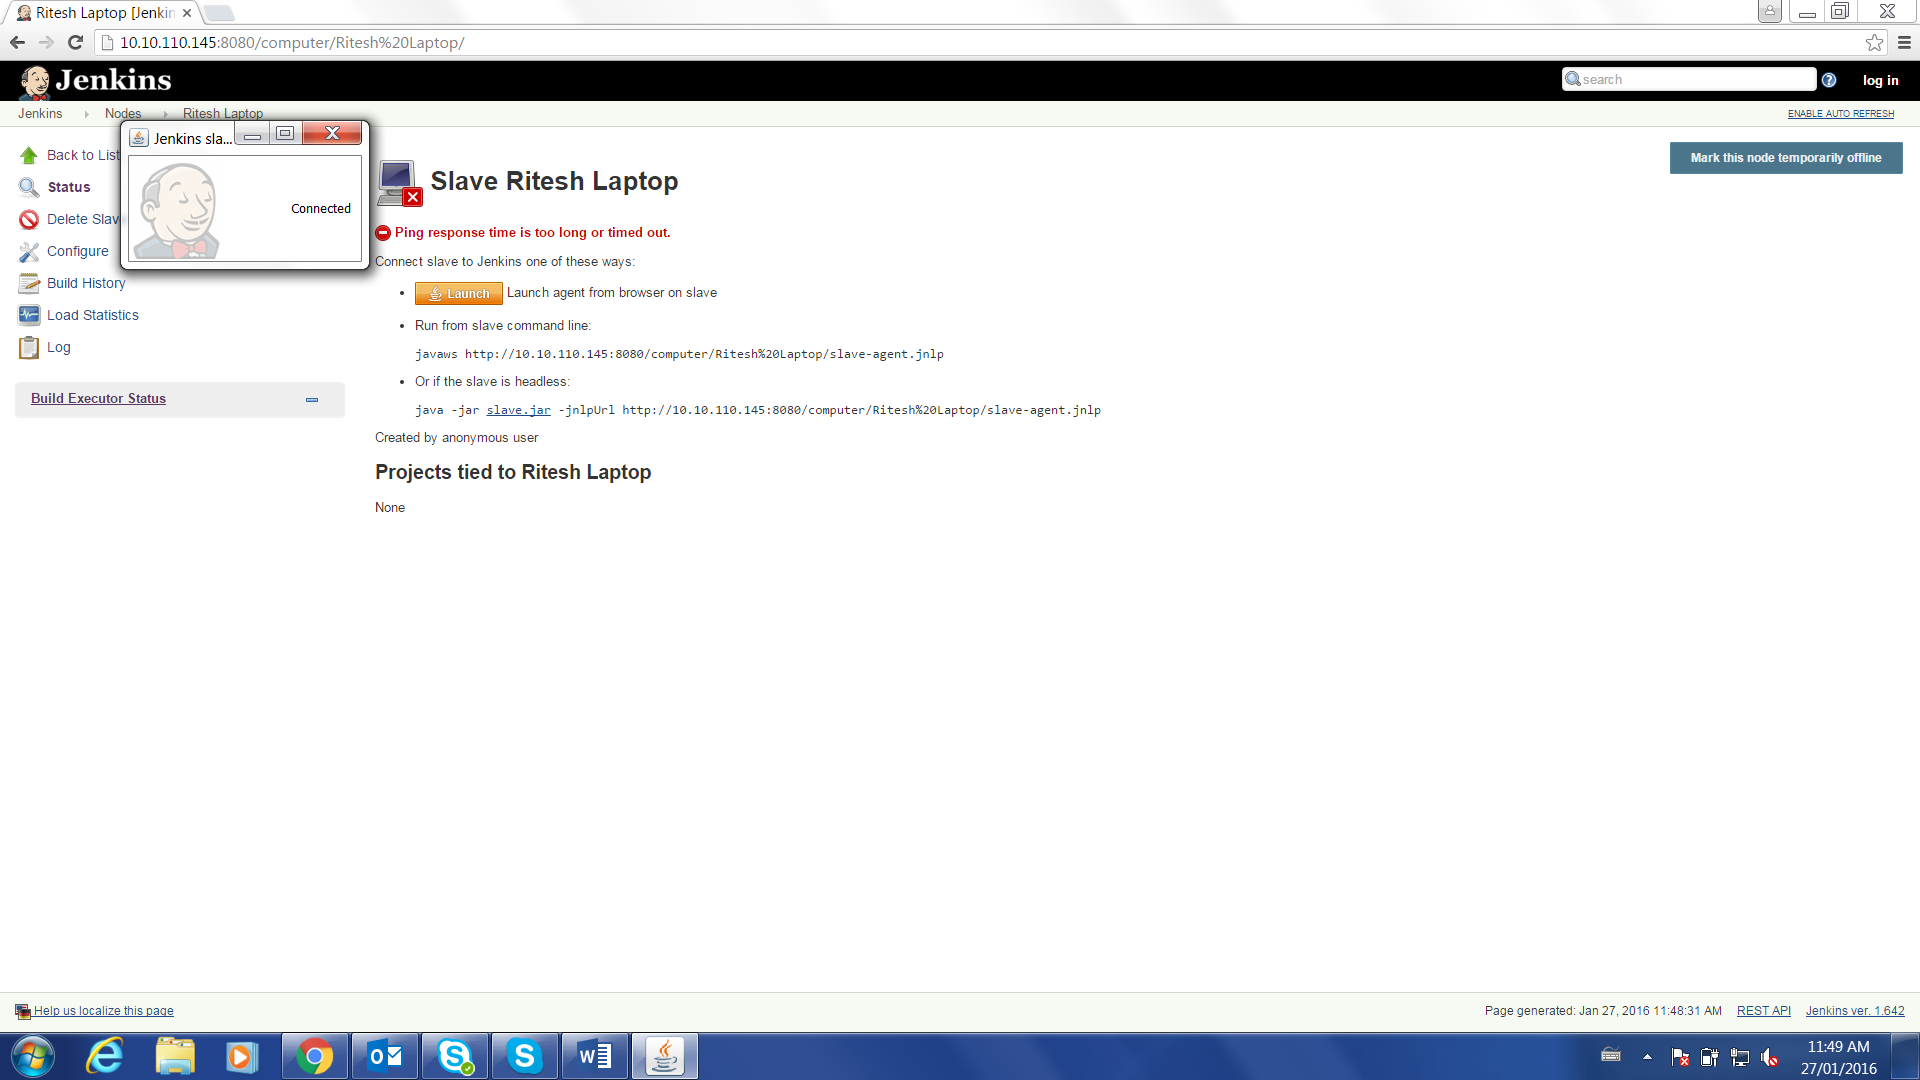 Ritesh Laptop [Jenkin
10.10.110.145:8080/computer/Ritesh%20Laptop/
Jenkins
search
log in
Jenkins
Nodes
Ritesh Laptop
ENABLE AUTO REFRESH
Jenkins sla...
Connected
Back to List
Status
Delete Slav
Configure
Build History
Load Statistics
Log
Build Executor Status
Mark this node temporarily offline
Slave Ritesh Laptop
Ping response time is too long or timed out.
Connect slave to Jenkins one of these ways:
Launch Launch agent from browser on slave
Run from slave command line:
javaws http://10.10.110.145:8080/computer/Ritesh%20Laptop/slave-agent.jnlp
Or if the slave is headless:
java -jar slave.jar -jnlpUrl http://10.10.110.145:8080/computer/Ritesh%20Laptop/slave-agent.jnlp
Created by anonymous user
Projects tied to Ritesh Laptop
None
Help us localize this page
Page generated: Jan 27, 2016 11:48:31 AM
REST API
Jenkins ver. 1.642
11:49 AM
27/01/2016